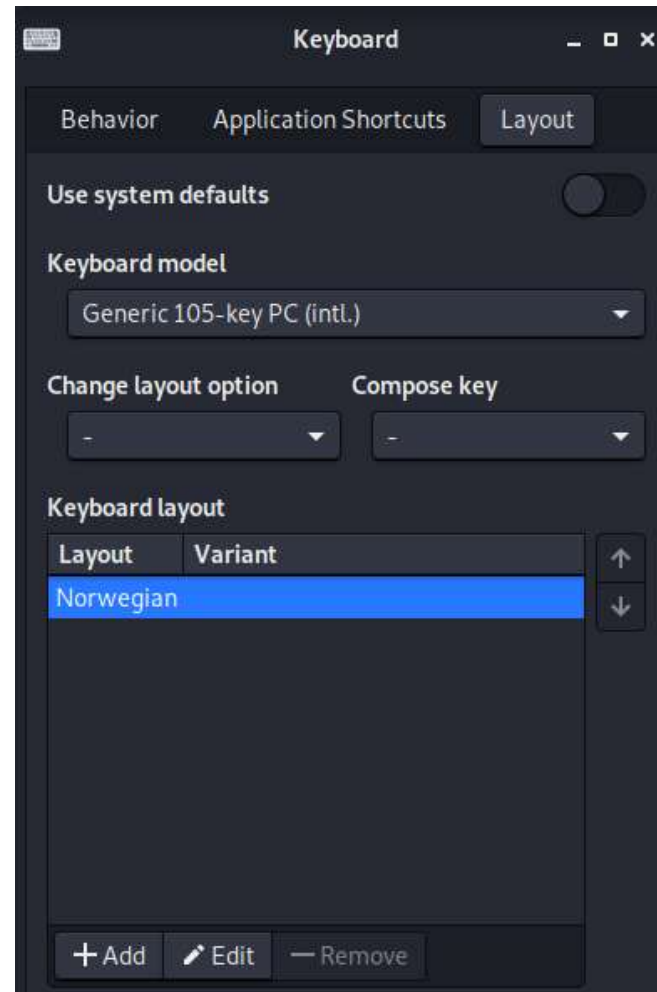 Keyboard
Behavior Application Shortcuts Layout
Use system defaults
Keyboard model
Generic 105-key PC (intl.)
Change layout option Compose key
- -
Keyboard layout
Layout Variant
Norwegian
+ Add Edit — Remove